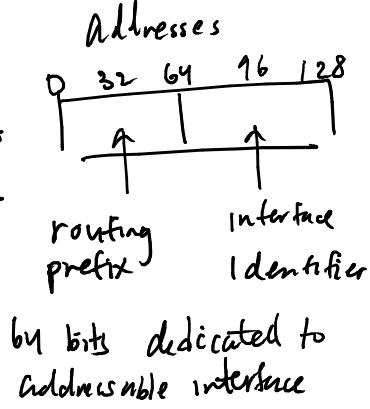 Addresses
0 32 64 96 128
routing interface
prefix Identifier
64 bits dedicated to
addressable interface